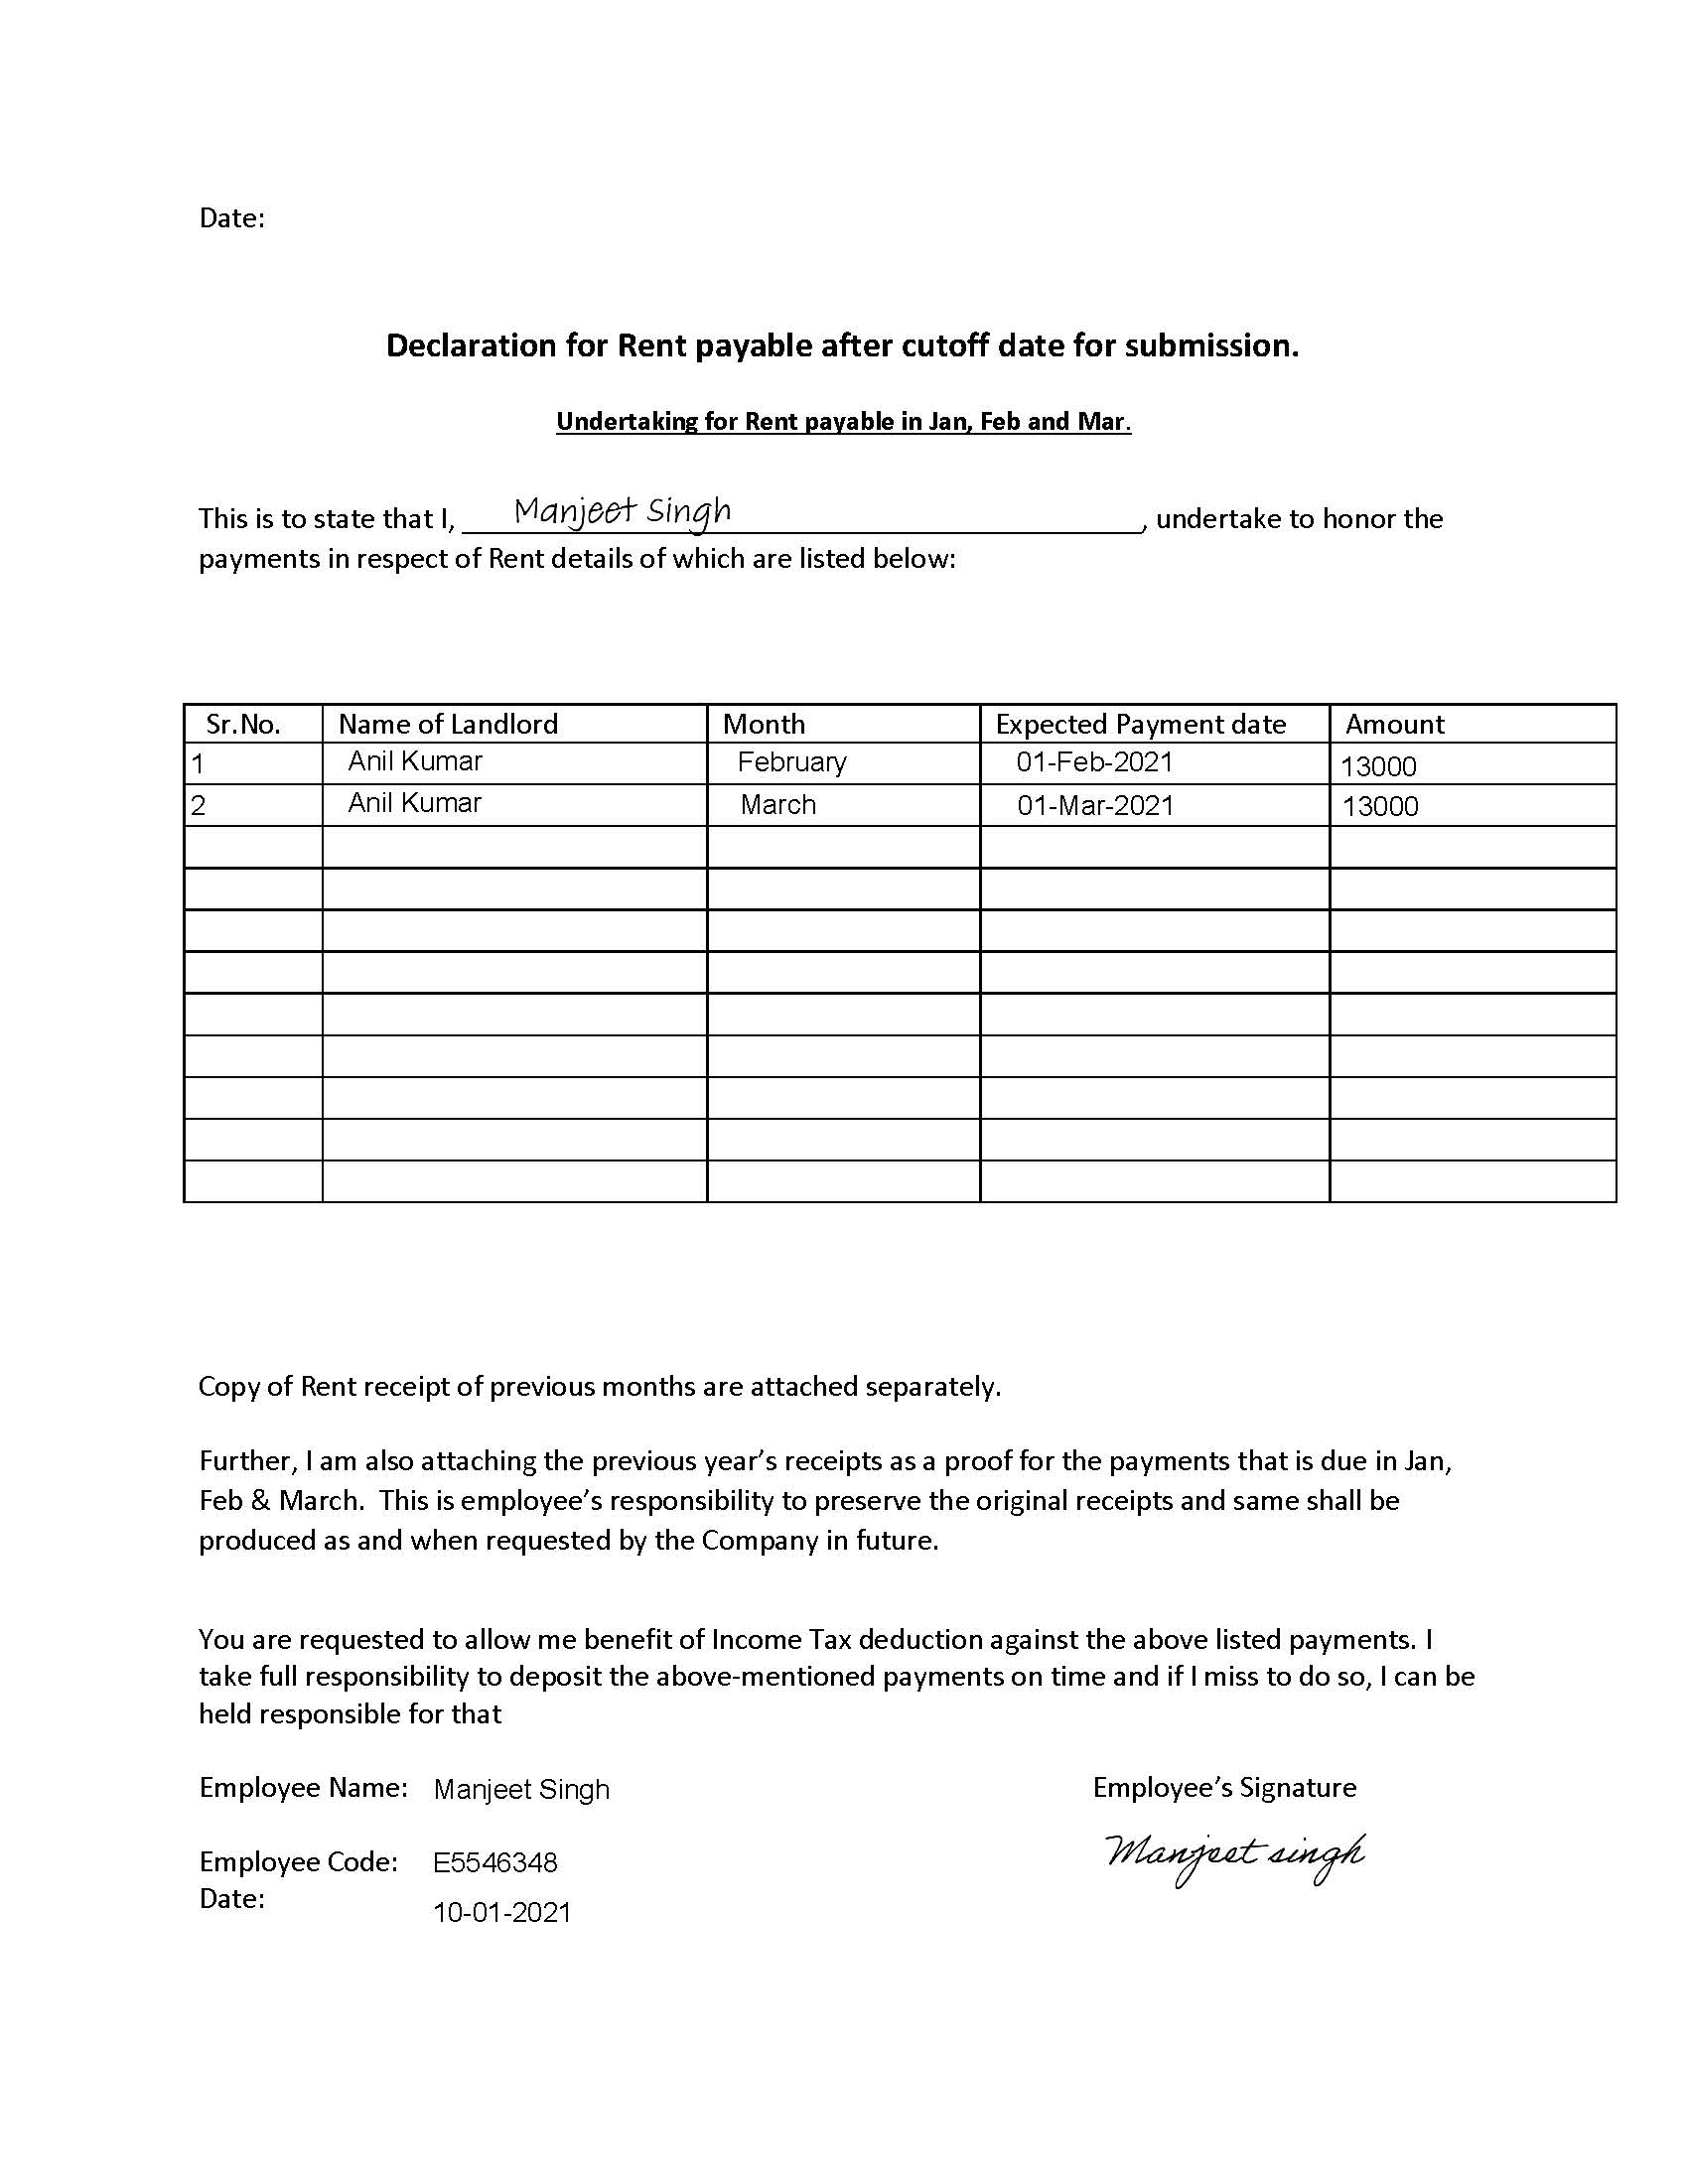 Date:
Declaration for Rent payable after cutoff date for submission.
Undertaking for Rent payable in Jan, Feb and Mar.
This is to state that I, Manjeet Singh, undertake to honor the
payments in respect of Rent details of which are listed below:
Sr.No. Name of Landlord Month Expected Payment date Amount
1 Anil Kumar February 01-Feb-2021 13000
2 Anil Kumar March 01-Mar-2021 13000
Copy of Rent receipt of previous months are attached separately.
Further, I am also attaching the previous year’s receipts as a proof for the payments that is due in Jan,
Feb & March. This is employee’s responsibility to preserve the original receipts and same shall be
produced as and when requested by the Company in future.
You are requested to allow me benefit of Income Tax deduction against the above listed payments. I
take full responsibility to deposit the above-mentioned payments on time and if I miss to do so, I can be
held responsible for that
Employee Name: Manjeet Singh Employee’s Signature
Employee Code: E5546348 Manjeet singh
Date: 10-01-2021